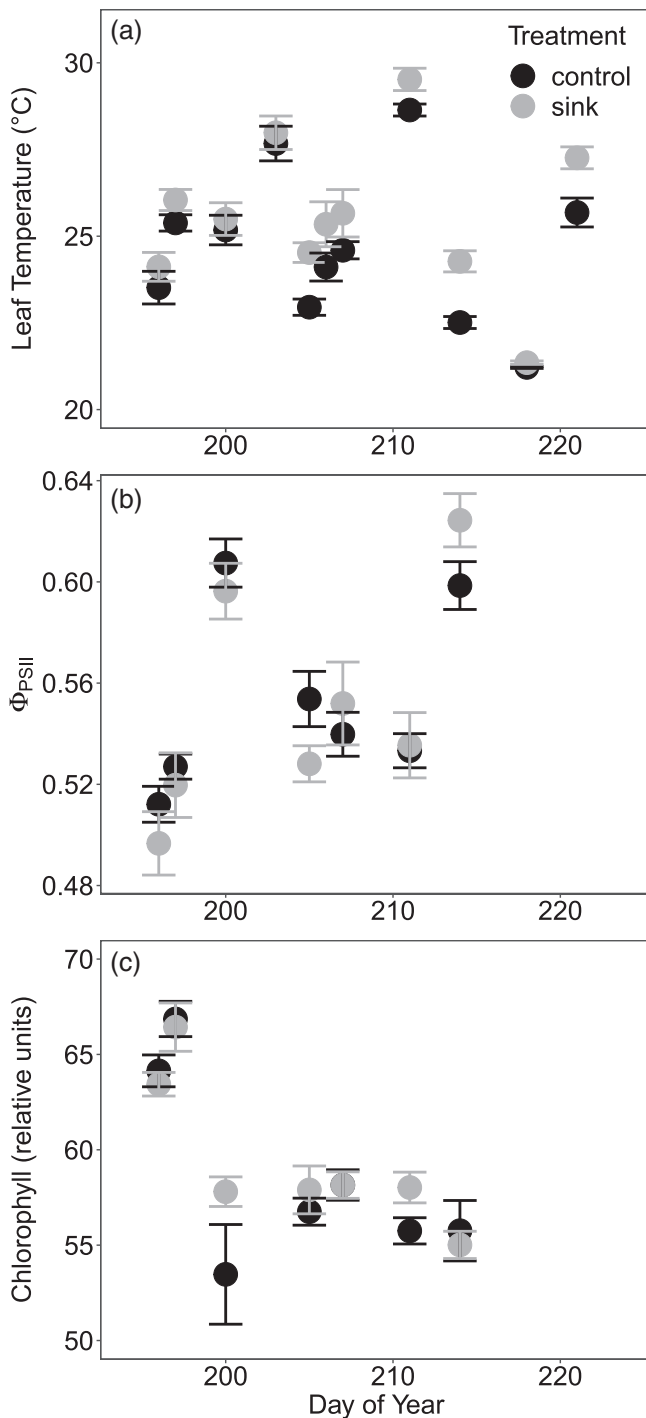 (a)
Treatment
control
sink
Leaf Temperature (°C)
30
25
20
200
210
220
(b)
ΦPSII
0.64
0.60
0.56
0.52
0.48
200
210
220
(c)
Chlorophyll (relative units)
70
65
60
55
50
200
210
220
Day of Year